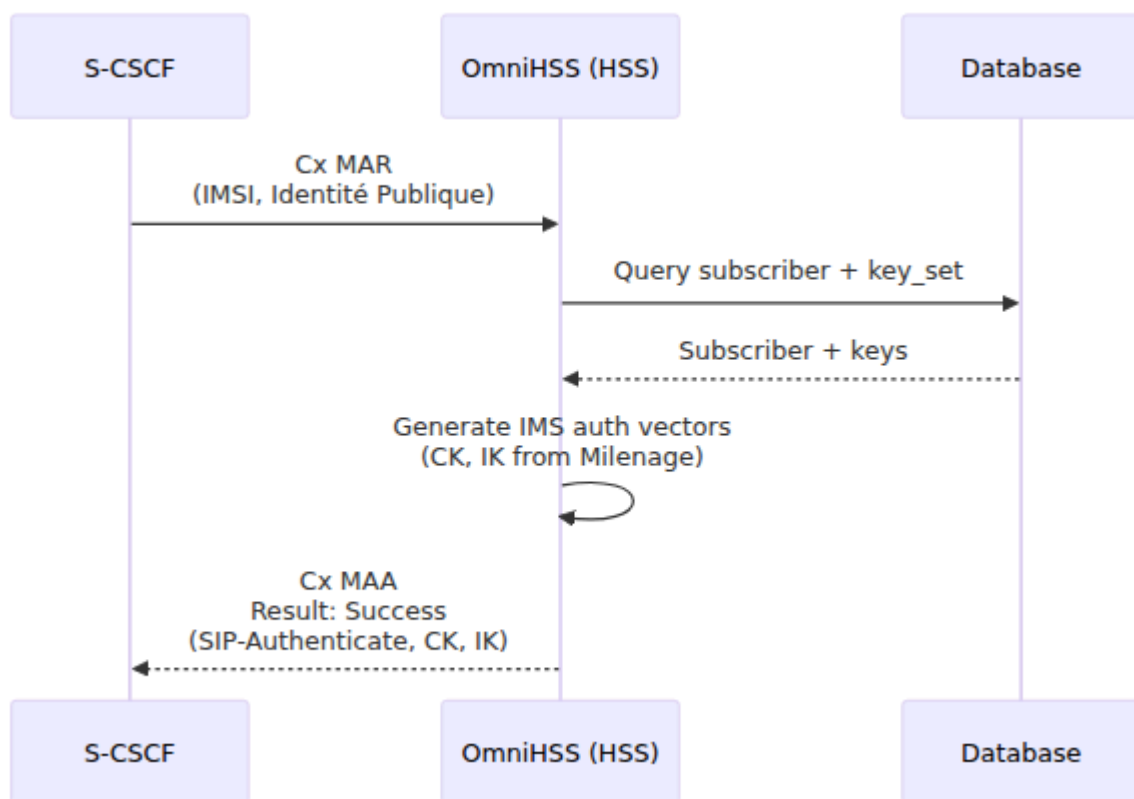 S-CSCF
OmniHSS (HSS)
Database
Cx MAR
(IMSI, Identité Publique)
Query subscriber + key_set
Subscriber + keys
Generate IMS auth vectors
(CK, IK from Milenage)
Cx MAA
Result: Success
(SIP-Authenticate, CK, IK)
S-CSCF
OmniHSS (HSS)
Database